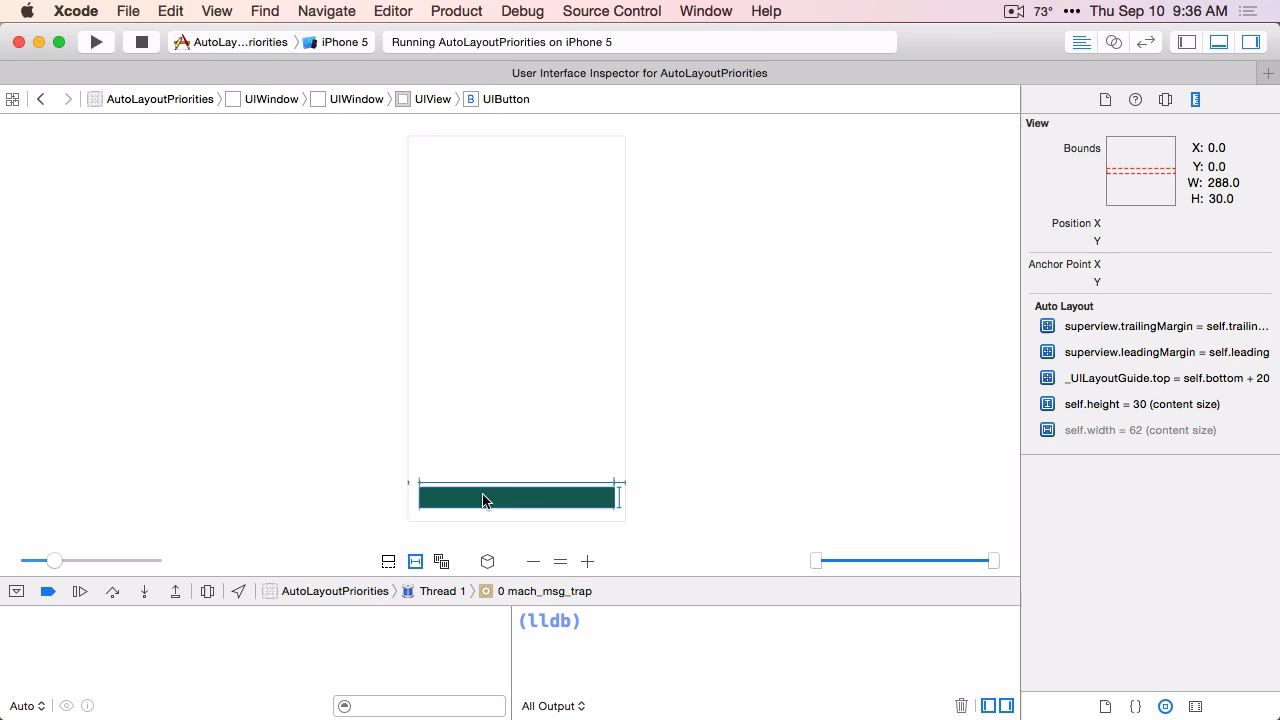 Xcode File Edit View Find Navigate Editor Product Debug Source Control Window Help 73° ••• Thu Sep 10 9:36 AM
AutoLay...riorities iPhone 5 Running AutoLayoutPriorities on iPhone 5
User Interface Inspector for AutoLayoutPriorities
AutoLayoutPriorities UIWindow UIWindow UIView B UIButton
View
Bounds
X: 0.0
Y: 0.0
W: 288.0
H: 30.0
Position X
Y
Anchor Point X
Y
Auto Layout
superview.trailingMargin = self.trailin...
superview.leadingMargin = self.leading
_UILayoutGuide.top = self.bottom + 20
self.height = 30 (content size)
self.width = 62 (content size)
AutoLayoutPriorities Thread 1 0 mach_msg_trap
(lldb)
Auto All Output